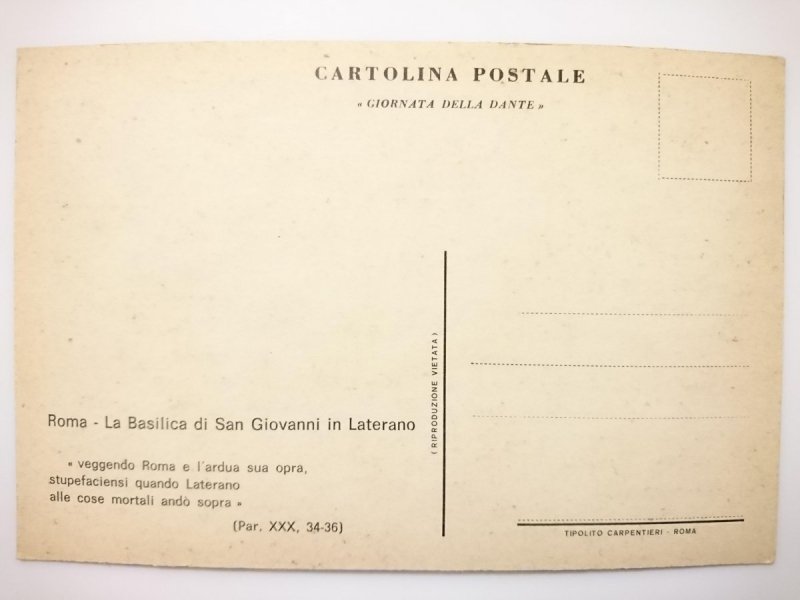 CARTOLINA POSTALE
« GIORNATA DELLA DANTE »
(RIPRODUZIONE VIETATA)
Roma - La Basilica di San Giovanni in Laterano
« veggendo Roma e l'ardua sua opra,
stupefaciensi quando Laterano
alle cose mortali andò sopra »
(Par. XXX, 34-36)
TIPOLITO CARPENTIERI - ROMA